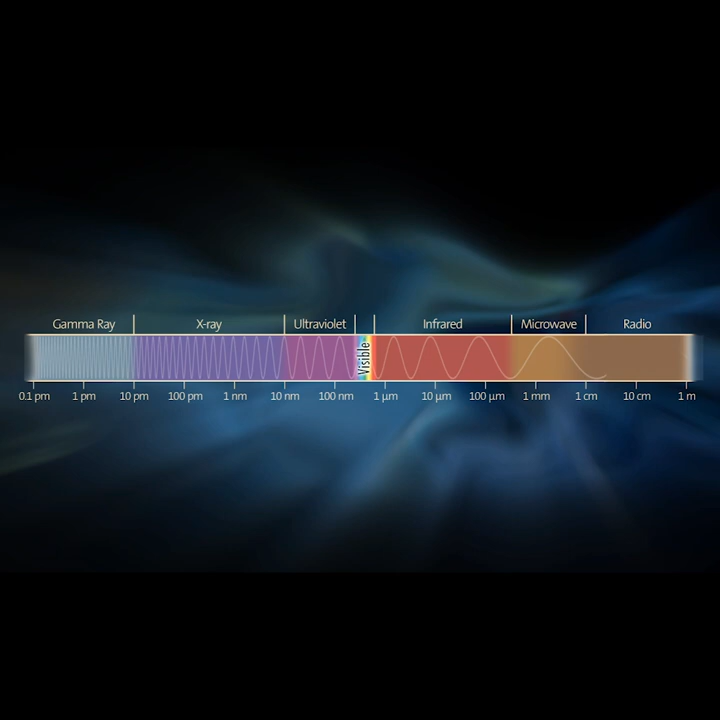 Gamma Ray X-ray Ultraviolet Infrared Microwave Radio
Visible
0.1 pm 1 pm 10 pm 100 pm 1 nm 10 nm 100 nm 1 µm 10 µm 100 µm 1 mm 1 cm 10 cm 1 m